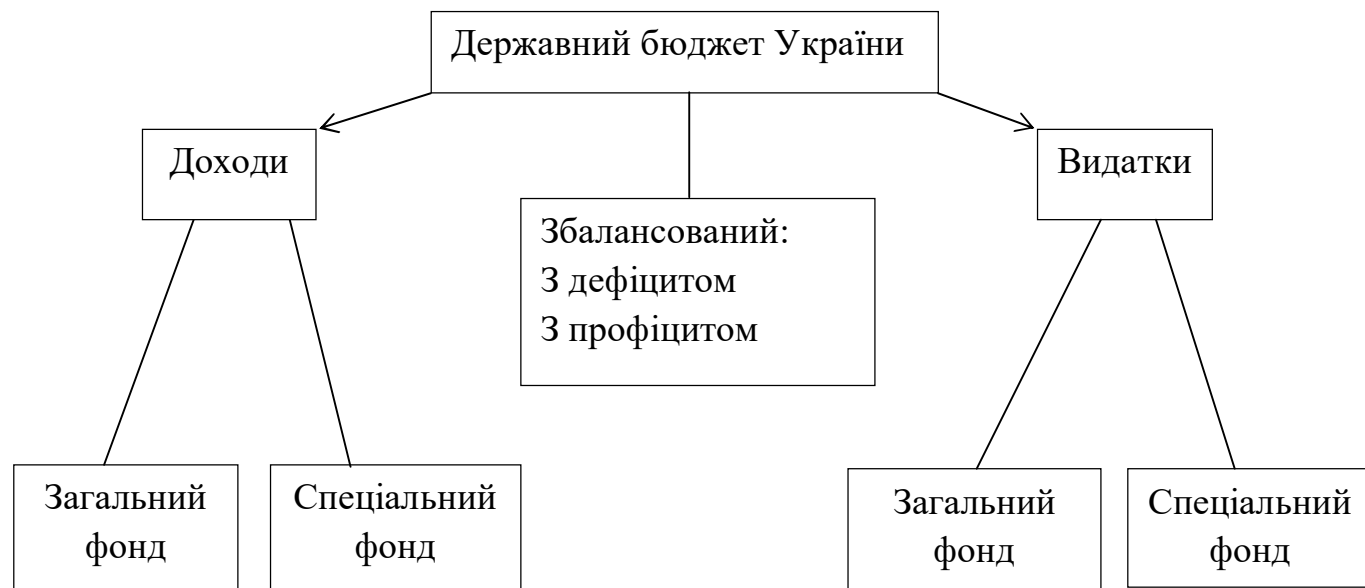 Державний бюджет України
Доходи
Видатки
Збалансований:
З дефіцитом
З профіцитом
Загальний
фонд
Спеціальний
фонд
Загальний
фонд
Спеціальний
фонд